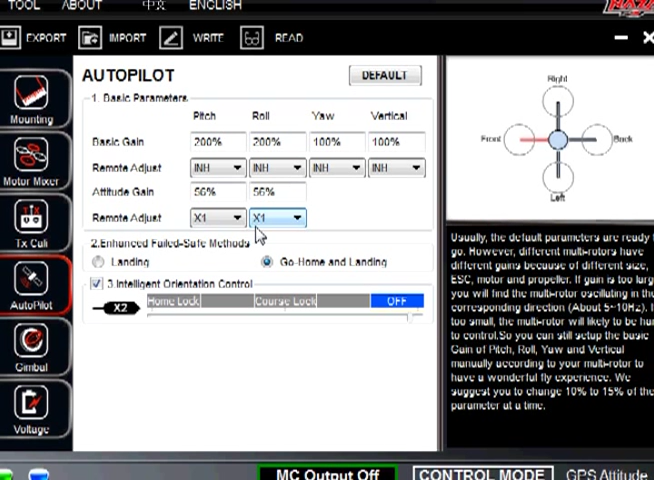 TOOL ABOUT 中文 ENGLISH
EXPORT IMPORT WRITE READ
AUTOPILOT DEFAULT
1. Basic Parameters
Pitch Roll Yaw Vertical
Basic Gain 200% 200% 100% 100%
Remote Adjust INH INH INH INH
Attitude Gain 56% 56%
Remote Adjust X1 X1
2.Enhanced Failed-Safe Methods
Landing Go-Home and Landing
3.Intelligent Orientation Control
X2 Home Lock Course Lock OFF
Mounting
Motor Mixer
Tx Cali
AutoPilot
Gimbal
Voltage
Right
Front Back
Left
Usually, the default parameters are ready t
go. However, different multi-rotors have
different gains because of different size,
ESC, motor and propeller. If gain is too larg
you will find the multi-rotor oscillating in the
corresponding direction (About 5~10Hz). I
too small, the multi-rotor will likely to be har
to control.So you can still setup the basic
Gain of Pitch, Roll, Yaw and Vertical
manually according to your multi-rotor to
have a wonderful fly experience. We
suggest you to change 10% to 15% of the
parameter at a time.
MC Output Off CONTROL MODE GPS Attitude